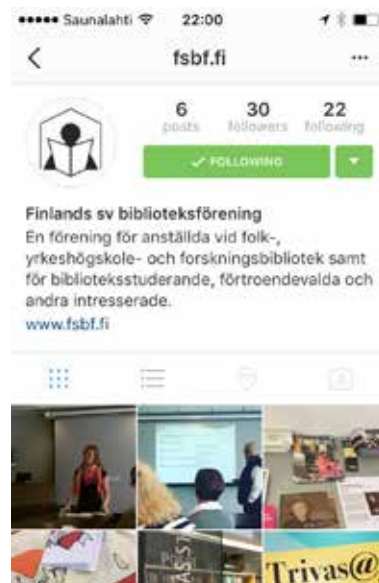 Saunalahti 22:00
fsbf.fi
6 30 22
posts followers following
FOLLOWING
Finlands sv biblioteksförening
En förening för anställda vid folk-,
yrkeshögskole- och forskningsbibliotek samt
för biblioteksstuderande, förtroendevalda och
andra intresserade.
www.fsbf.fi
Trivas@